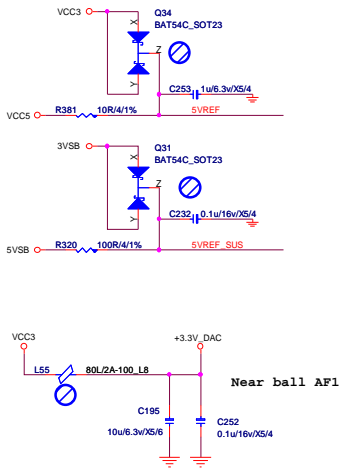 VCC3
Q34
BAT54C_SOT23
X
Z
Y
C253 1u/6.3v/X5/4
VCC5 R381 10R/4/1% 5VREF
3VSB
Q31
BAT54C_SOT23
X
Z
Y
C232 0.1u/16v/X5/4
5VSB R320 100R/4/1% 5VREF_SUS
VCC3 +3.3V_DAC
L55 80L/2A-100_L8
Near ball AF1
C195 C252
10u/6.3v/X5/6 0.1u/16v/X5/4